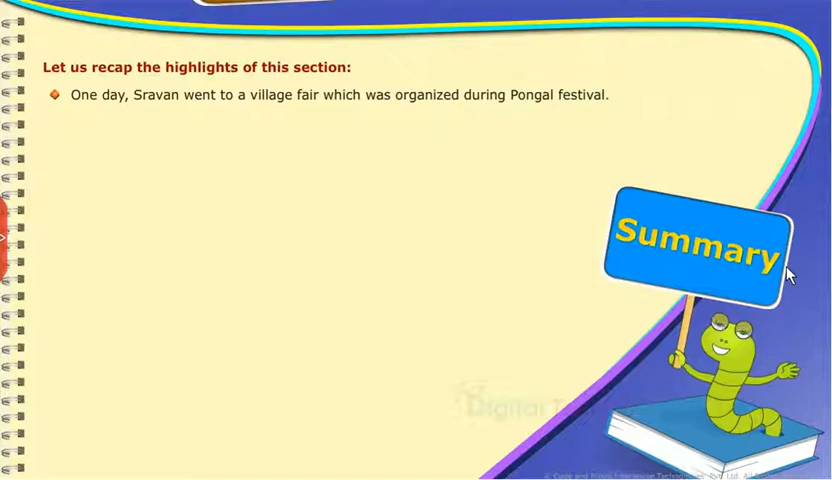 Let us recap the highlights of this section:
One day, Sravan went to a village fair which was organized during Pongal festival.
Summary
Digital